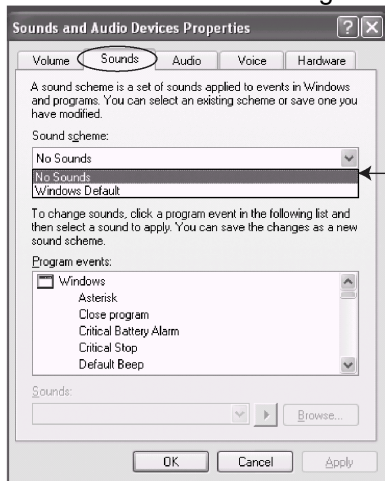 Sounds and Audio Devices Properties
Volume Sounds Audio Voice Hardware
A sound scheme is a set of sounds applied to events in Windows
and programs. You can select an existing scheme or save one you
have modified.
Sound scheme:
No Sounds
No Sounds
Windows Default
To change sounds, click a program event in the following list and
then select a sound to apply. You can save the changes as a new
sound scheme.
Program events:
Windows
Asterisk
Close program
Critical Battery Alarm
Critical Stop
Default Beep
Sounds:
Browse...
OK Cancel Apply